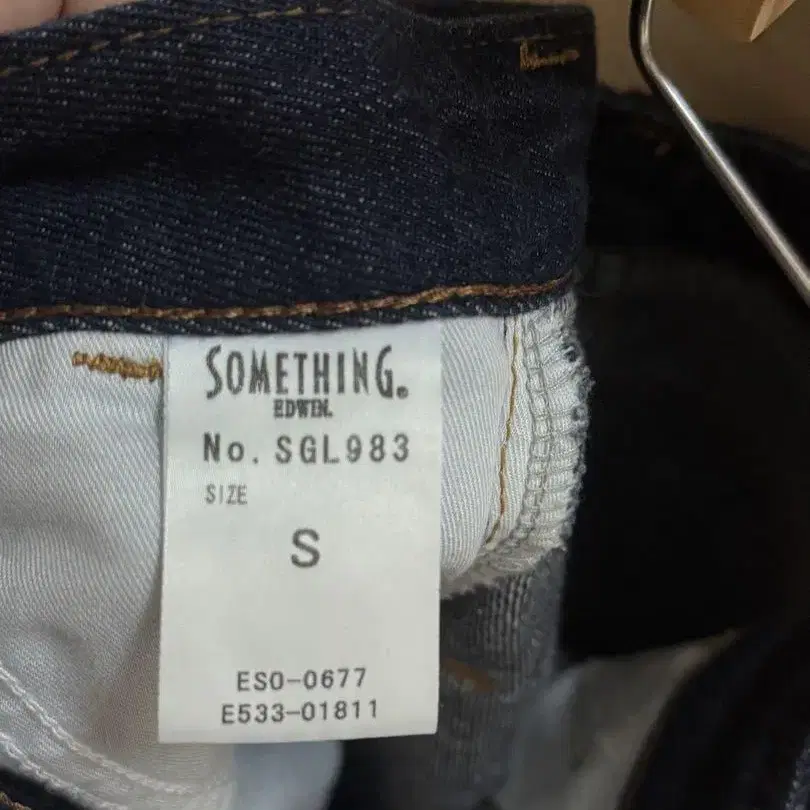 SOMETHING®
EDWIN.
No. SGL983
SIZE
S
ESO-0677
E533-01811